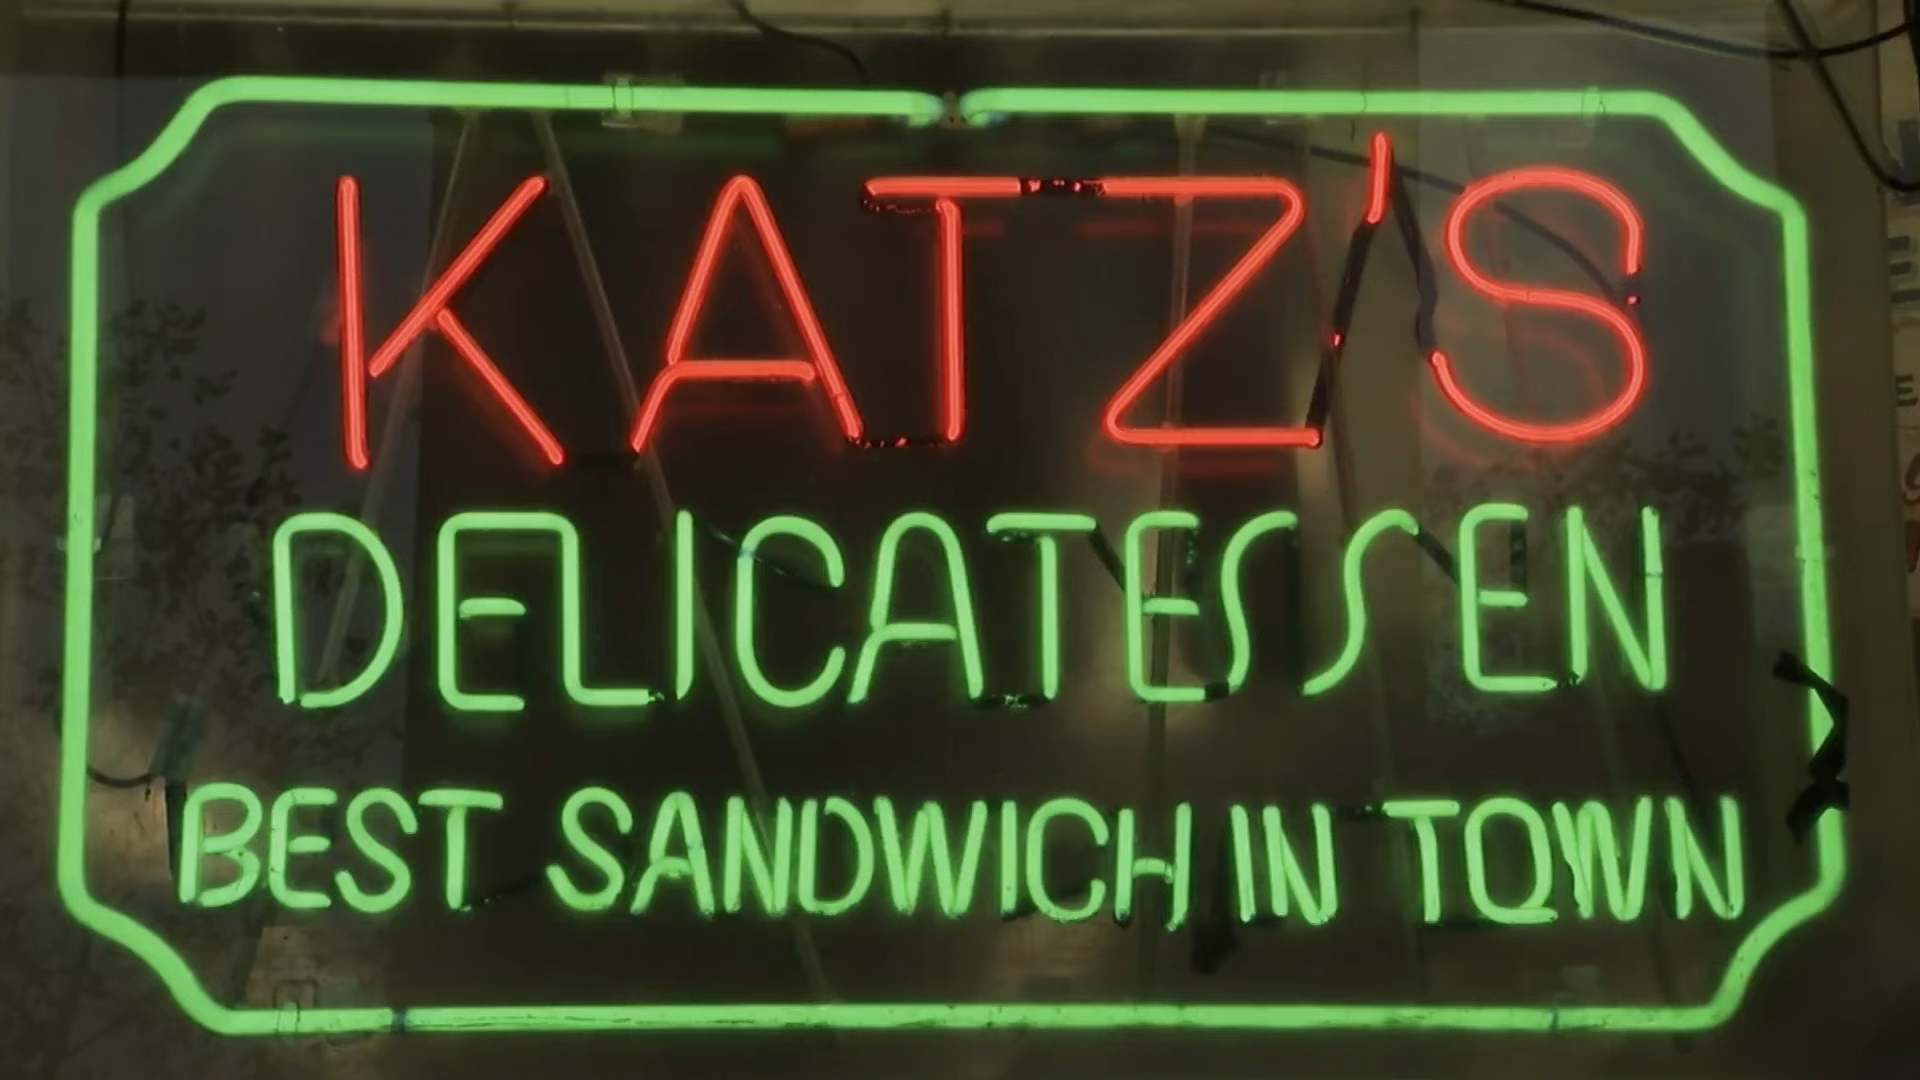 KATZ'S
DELICATESSEN
BEST SANDWICH IN TOWN